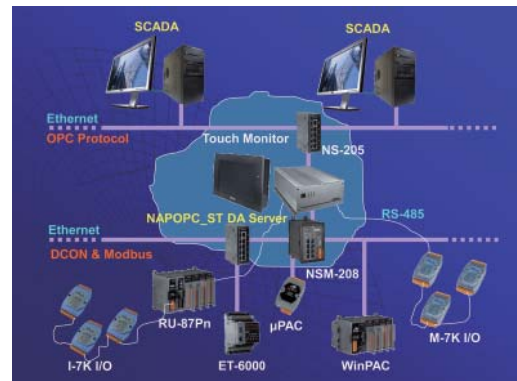 SCADA
SCADA
Ethernet
OPC Protocol
Touch Monitor
NS-205
NAPOPC_ST DA Server
RS-485
Ethernet
DCON & Modbus
NSM-208
RU-87Pn
µPAC
I-7K I/O
ET-6000
WinPAC
M-7K I/O